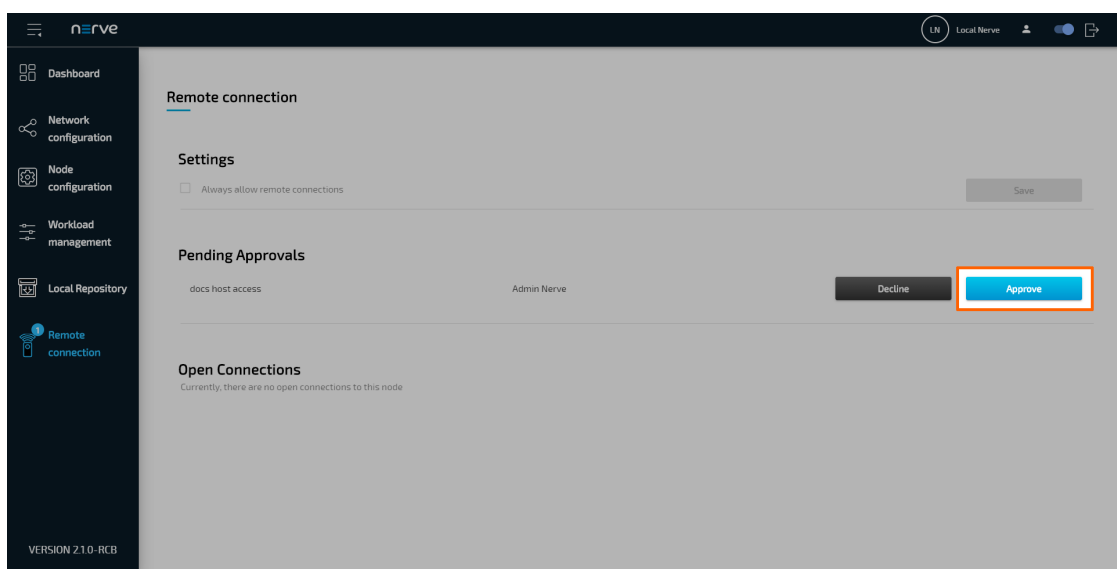 nerve
LN
Local Nerve
Dashboard
Network
configuration
Node
configuration
Workload
management
Local Repository
1
Remote
connection
VERSION 2.1.0-RCB
Remote connection
Settings
Always allow remote connections
Save
Pending Approvals
docs host access
Admin Nerve
Decline
Approve
Open Connections
Currently, there are no open connections to this node